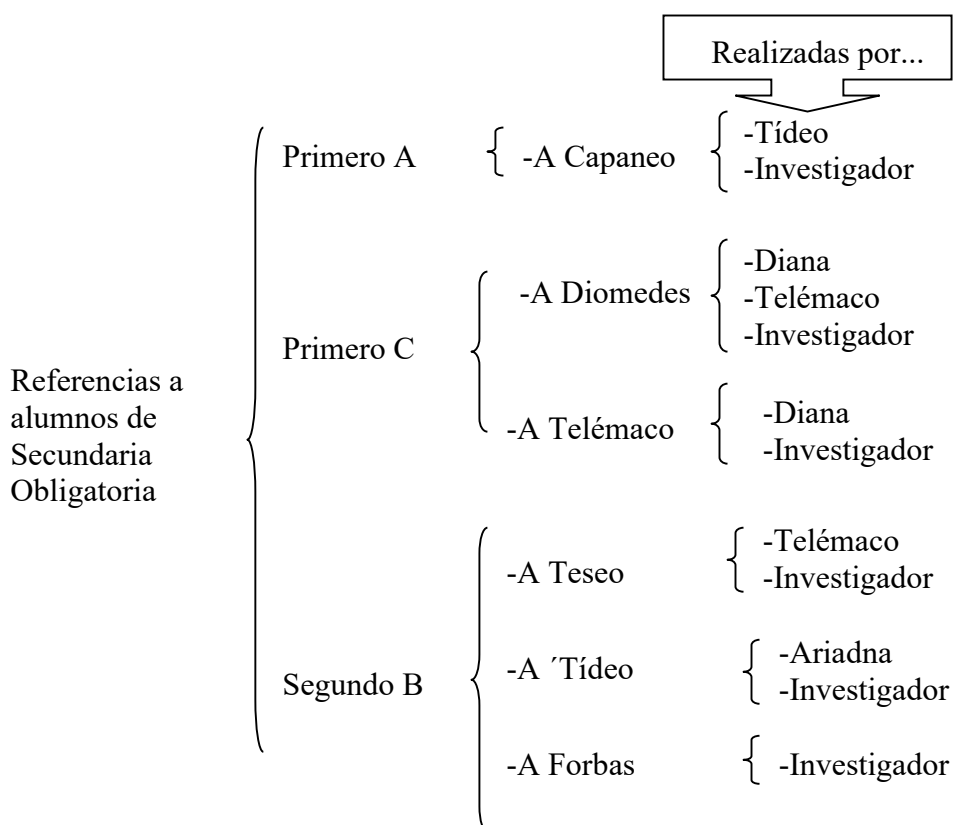 Realizadas por...
Primero A
-A Capaneo
-Tídeo
-Investigador
Primero C
-A Diomedes
-Diana
-Telémaco
-Investigador
-A Telémaco
-Diana
-Investigador
Referencias a
alumnos de
Secundaria
Obligatoria
Segundo B
-A Teseo
-Telémaco
-Investigador
-A ´Tídeo
-Ariadna
-Investigador
-A Forbas
-Investigador